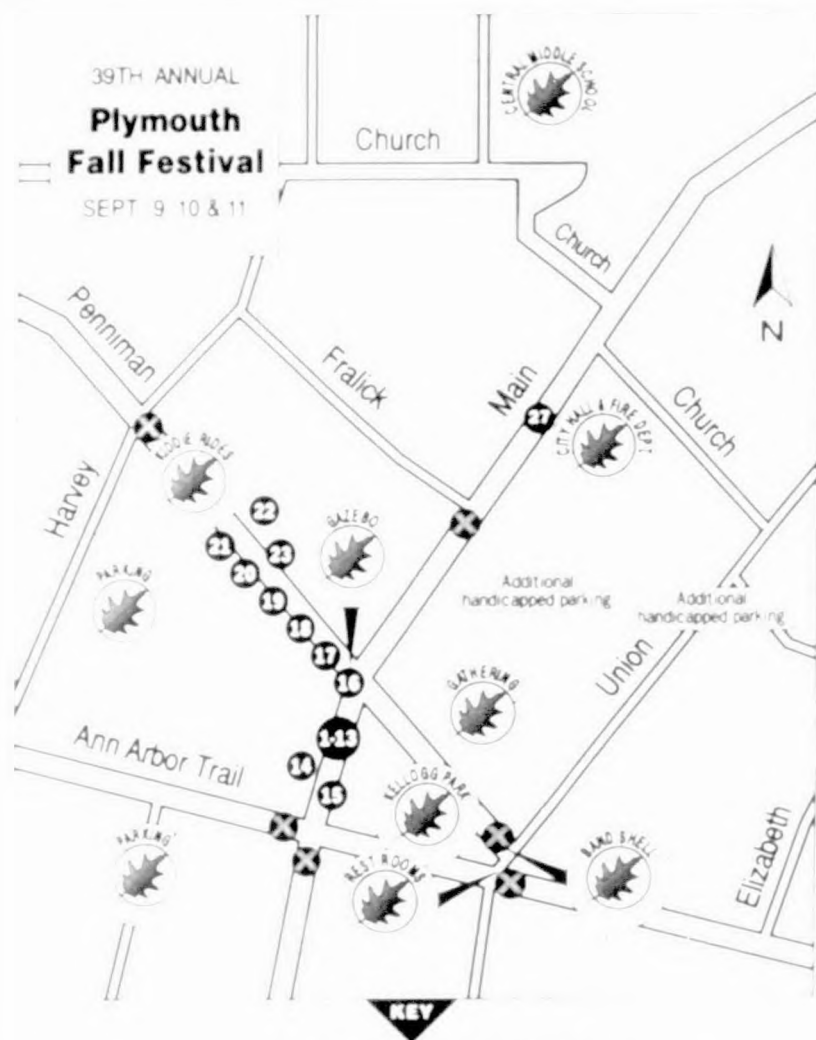 39TH ANNUAL
Plymouth
Fall Festival
SEPT 9 10 & 11
CENTRAL MIDDLE SCHOOL
Church
Church
N
Penniman
Fralick
Main
27
CITY HALL & FIRE DEPT
Church
Harvey
RIDES
22
GAZEBO
21
23
20
PARKING
19
18
17
16
Additional
handicapped parking
Additional
handicapped parking
Union
GATHERING
1-13
14
15
Ann Arbor Trail
KELLOGG PARK
PARKING
REST ROOMS
BAND SHELL
Elizabeth
KEY